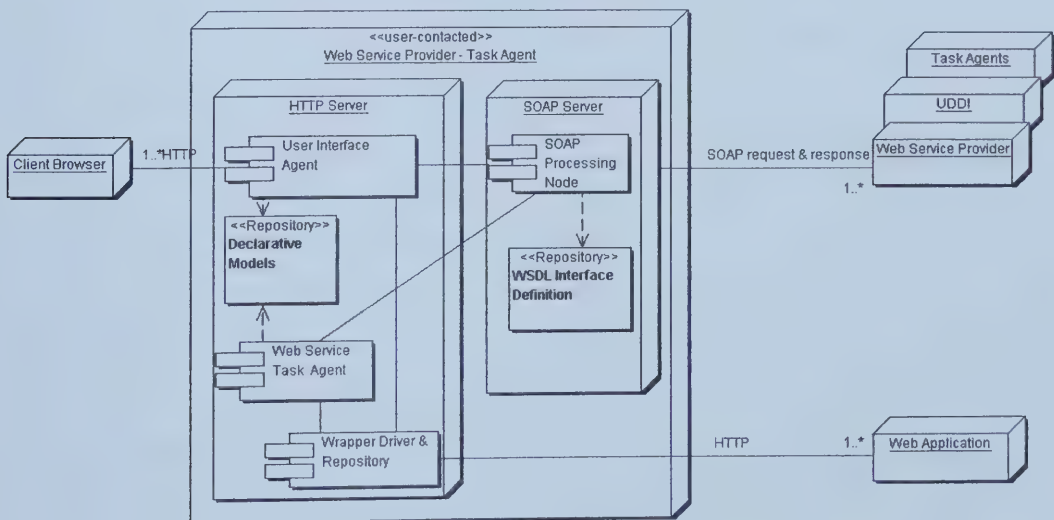 <<user-contacted>>
Web Service Provider - Task Agent
HTTP Server
User Interface
Agent
<<Repository>>
Declarative
Models
Web Service
Task Agent
Wrapper Driver &
Repository
SOAP Server
SOAP
Processing
Node
<<Repository>>
WSDL Interface
Definition
Client Browser
1..*HTTP
SOAP request & response
1..*
Task Agents
UDDI
Web Service Provider
HTTP
1..*
Web Application